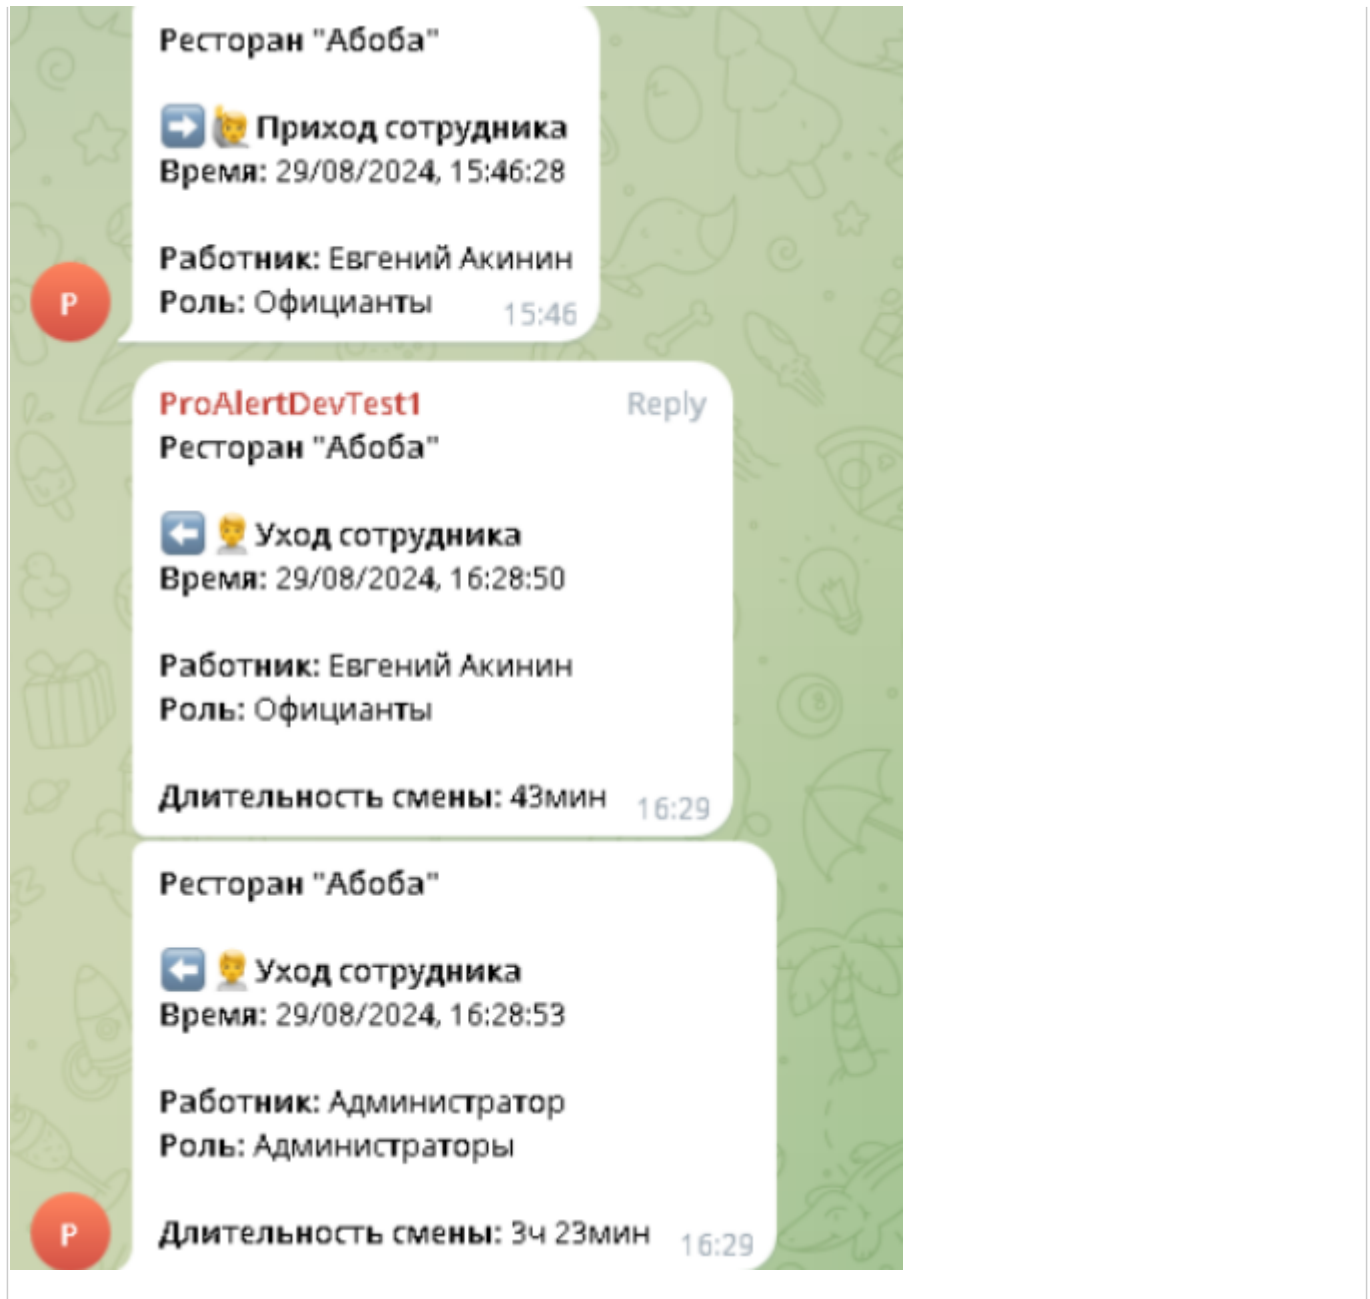 Ресторан "Абоба"
Приход сотрудника
Время: 29/08/2024, 15:46:28
Работник: Евгений Акинин
Роль: Официанты
15:46
P
ProAlertDevTest1
Reply
Ресторан "Абоба"
Уход сотрудника
Время: 29/08/2024, 16:28:50
Работник: Евгений Акинин
Роль: Официанты
Длительность смены: 43мин
16:29
Ресторан "Абоба"
Уход сотрудника
Время: 29/08/2024, 16:28:53
Работник: Администратор
Роль: Администраторы
Длительность смены: 3ч 23мин
16:29
P